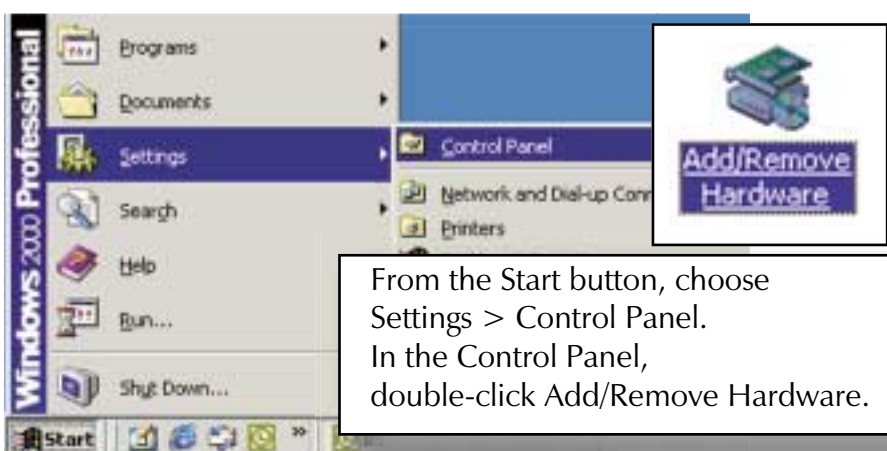 Windows 2000 Professional
Programs
Documents
Settings
Search
Help
Run...
Shut Down...
Control Panel
Network and Dial-up Conn
Printers
Add/Remove
Hardware
From the Start button, choose
Settings > Control Panel.
In the Control Panel,
double-click Add/Remove Hardware.
Start
»